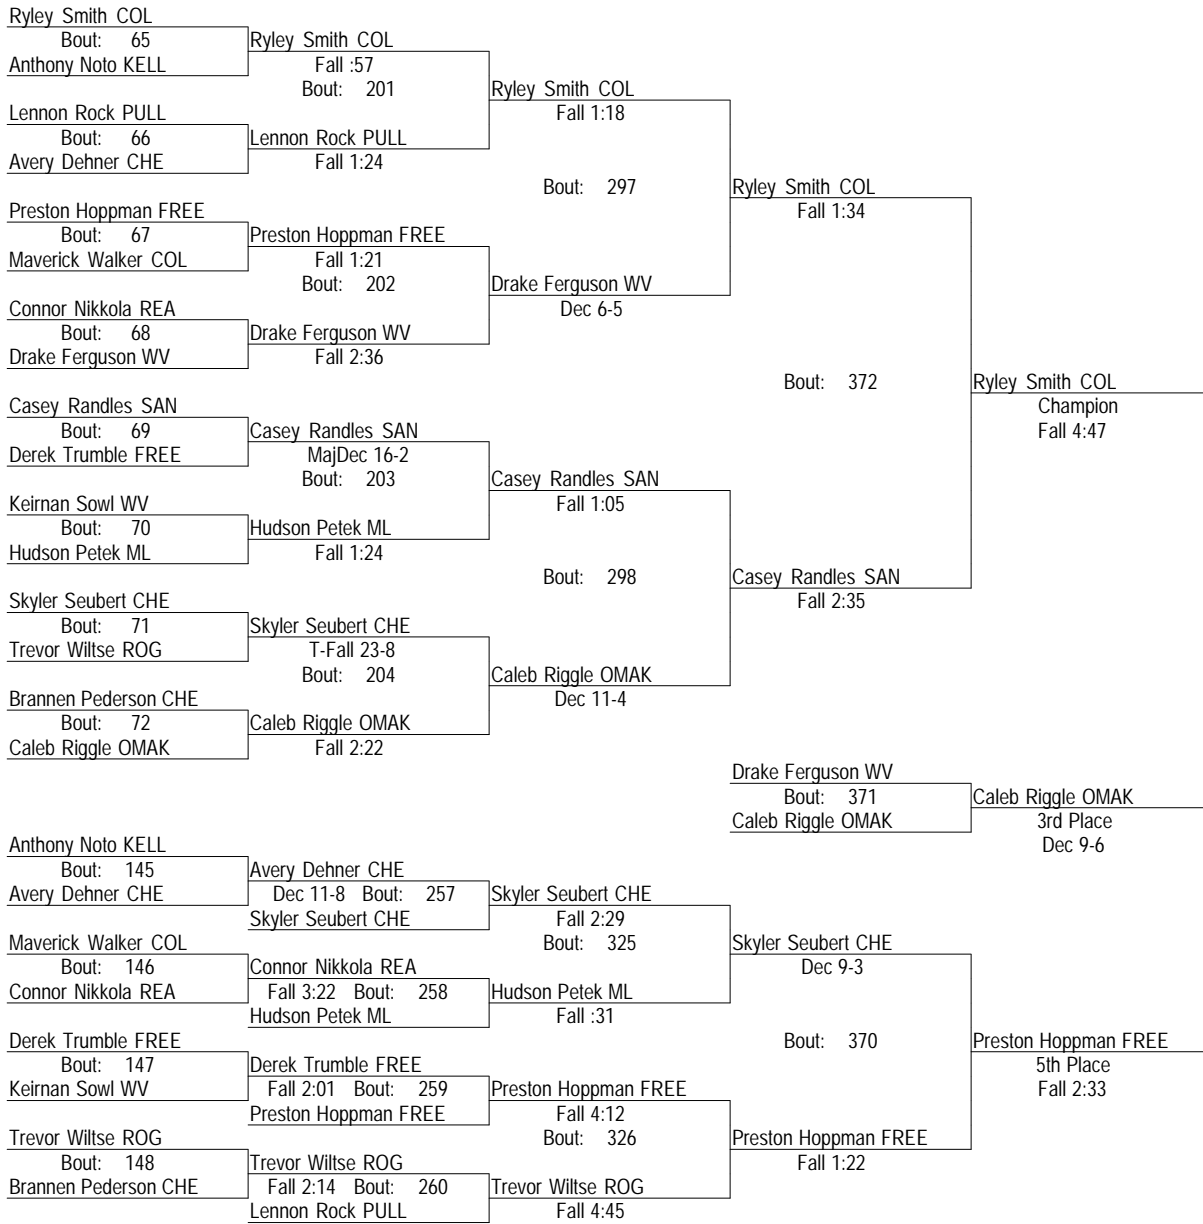 Ryley Smith COL
Bout: 65
Anthony Noto KELL
Lennon Rock PULL
Bout: 66
Avery Dehner CHE
Preston Hoppman FREE
Bout: 67
Maverick Walker COL
Connor Nikkola REA
Bout: 68
Drake Ferguson WV
Casey Randles SAN
Bout: 69
Derek Trumble FREE
Keirnan Sowl WV
Bout: 70
Hudson Petek ML
Skyler Seubert CHE
Bout: 71
Trevor Wiltse ROG
Brannen Pederson CHE
Bout: 72
Caleb Riggle OMAK
Ryley Smith COL
Fall :57
Bout: 201
Lennon Rock PULL
Fall 1:24
Preston Hoppman FREE
Fall 1:21
Bout: 202
Drake Ferguson WV
Fall 2:36
Casey Randles SAN
MajDec 16-2
Bout: 203
Hudson Petek ML
Fall 1:24
Skyler Seubert CHE
T-Fall 23-8
Bout: 204
Caleb Riggle OMAK
Fall 2:22
Ryley Smith COL
Fall 1:18
Bout: 297
Drake Ferguson WV
Dec 6-5
Casey Randles SAN
Fall 1:05
Bout: 298
Caleb Riggle OMAK
Dec 11-4
Ryley Smith COL
Fall 1:34
Bout: 372
Casey Randles SAN
Fall 2:35
Ryley Smith COL
Champion
Fall 4:47
Drake Ferguson WV
Bout: 371
Caleb Riggle OMAK
Caleb Riggle OMAK
3rd Place
Dec 9-6
Anthony Noto KELL
Bout: 145
Avery Dehner CHE
Maverick Walker COL
Bout: 146
Connor Nikkola REA
Derek Trumble FREE
Bout: 147
Keirnan Sowl WV
Trevor Wiltse ROG
Bout: 148
Brannen Pederson CHE
Avery Dehner CHE
Dec 11-8 Bout: 257
Skyler Seubert CHE
Connor Nikkola REA
Fall 3:22 Bout: 258
Hudson Petek ML
Derek Trumble FREE
Fall 2:01 Bout: 259
Preston Hoppman FREE
Trevor Wiltse ROG
Fall 2:14 Bout: 260
Lennon Rock PULL
Skyler Seubert CHE
Fall 2:29
Bout: 325
Hudson Petek ML
Fall :31
Preston Hoppman FREE
Fall 4:12
Bout: 326
Trevor Wiltse ROG
Fall 4:45
Skyler Seubert CHE
Dec 9-3
Bout: 370
Preston Hoppman FREE
Fall 1:22
Preston Hoppman FREE
5th Place
Fall 2:33